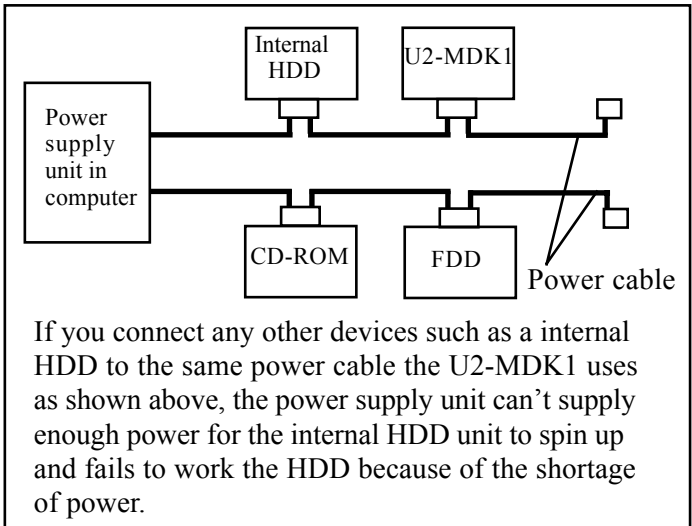 Internal
HDD
U2-MDK1
Power
supply
unit in
computer
CD-ROM
FDD
Power cable
If you connect any other devices such as a internal
HDD to the same power cable the U2-MDK1 uses
as shown above, the power supply unit can't supply
enough power for the internal HDD unit to spin up
and fails to work the HDD because of the shortage
of power.